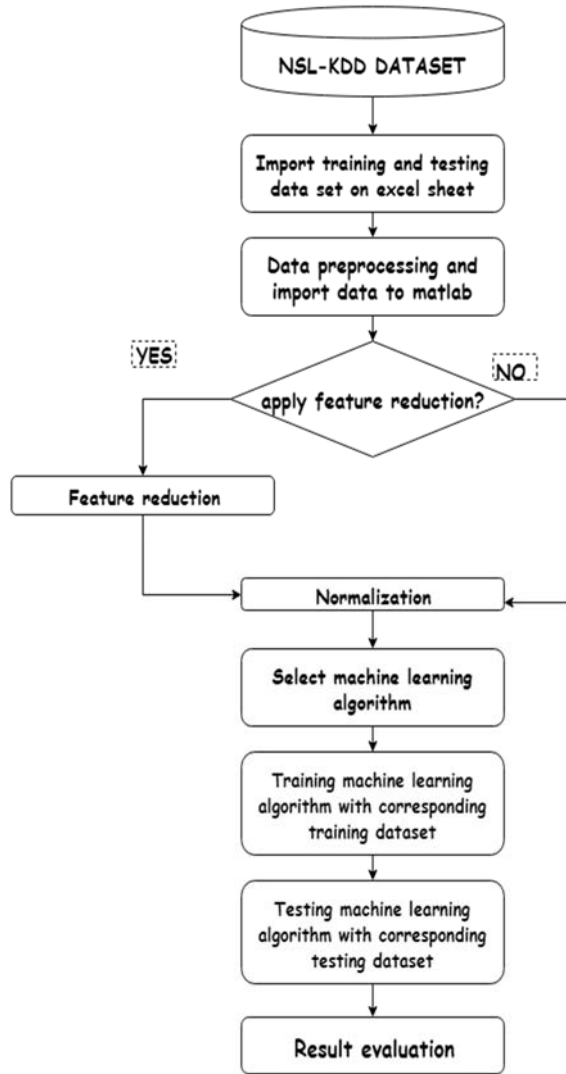 NSL-KDD DATASET
Import training and testing
data set on excel sheet
Data preprocessing and
import data to matlab
YES
NO
apply feature reduction?
Feature reduction
Normalization
Select machine learning
algorithm
Training machine learning
algorithm with corresponding
training dataset
Testing machine learning
algorithm with corresponding
testing dataset
Result evaluation